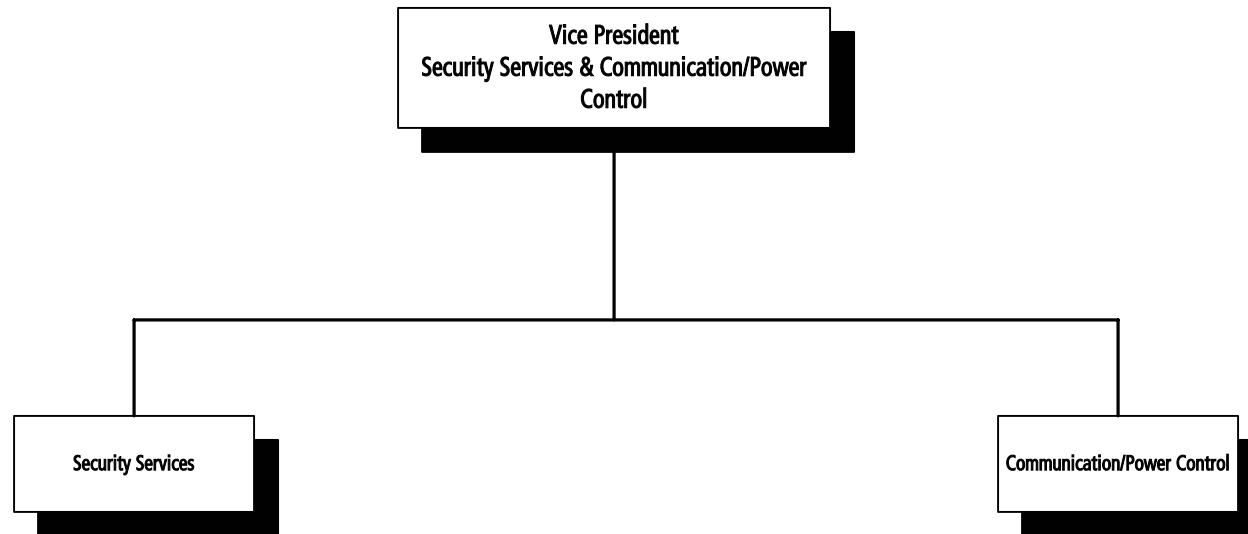 Vice President
Security Services & Communication/Power
Control
Security Services
Communication/Power Control